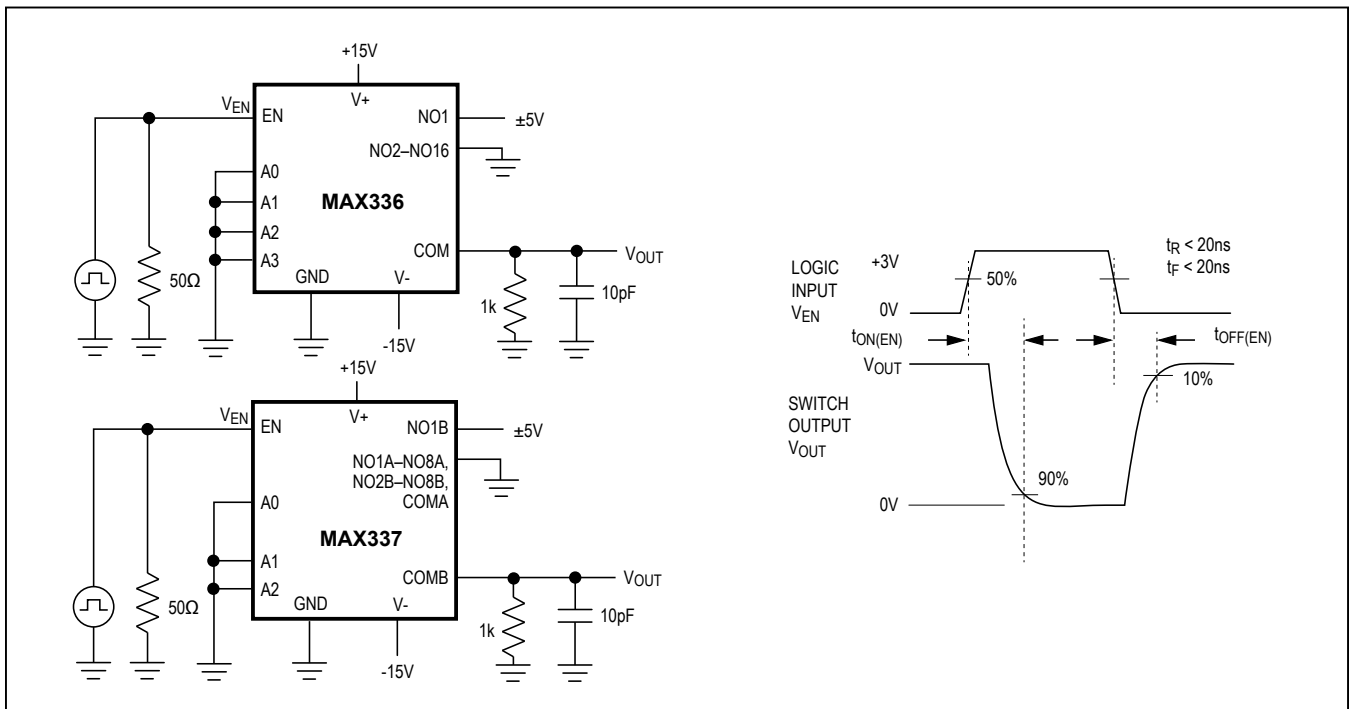 +15V
V+
VEN
EN
NO1
±5V
NO2–NO16
A0
A1
A2
A3
MAX336
COM
VOUT
GND
V-
50Ω
1k
10pF
-15V
+15V
V+
VEN
EN
NO1B
±5V
NO1A–NO8A,
NO2B–NO8B,
COMA
A0
A1
A2
MAX337
COMB
VOUT
GND
V-
50Ω
1k
10pF
-15V
LOGIC
INPUT
VEN
+3V
0V
50%
tR < 20ns
tF < 20ns
tON(EN)
tOFF(EN)
VOUT
10%
SWITCH
OUTPUT
VOUT
90%
0V